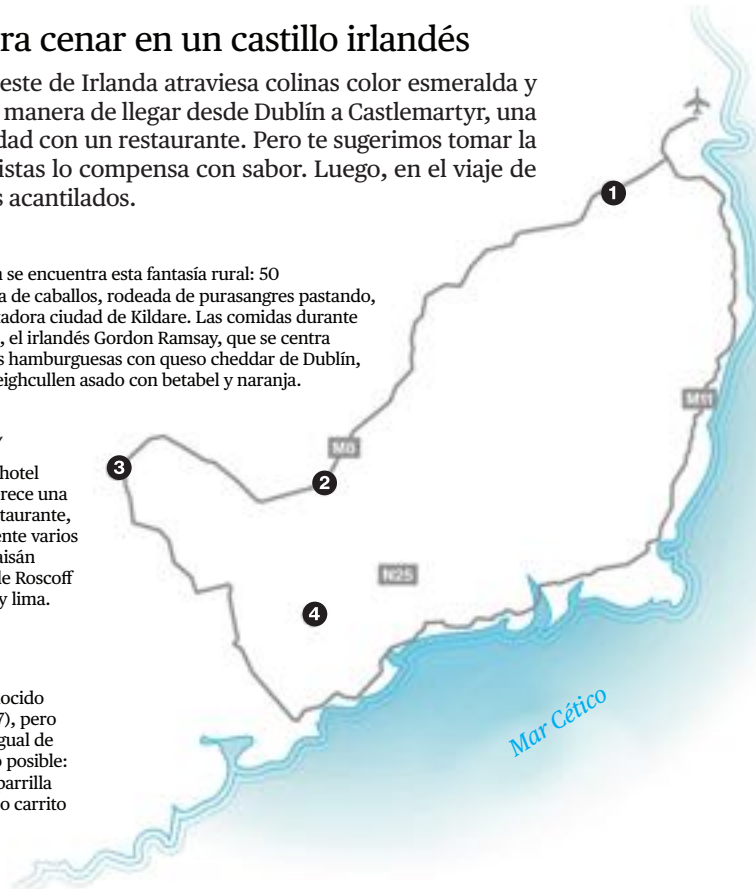 ra cenar en un castillo irlandés
este de Irlanda atraviesa colinas color esmeralda y
manera de llegar desde Dublín a Castlemartyr, una
dad con un restaurante. Pero te sugerimos tomar la
istas lo compensa con sabor. Luego, en el viaje de
s acantilados.
1
se encuentra esta fantasía rural: 50
a de caballos, rodeada de purasangres pastando,
tadora ciudad de Kildare. Las comidas durante
, el irlandés Gordon Ramsay, que se centra
s hamburguesas con queso cheddar de Dublín,
eighcullen asado con betabel y naranja.
M11
y
M8
hotel
3
rece una
2
staurante,
ente varios
aisán
de Roscoff
y lima.
N25
4
nocido
7), pero
gual de
o posible:
parrilla
o carrito
Mar Cético